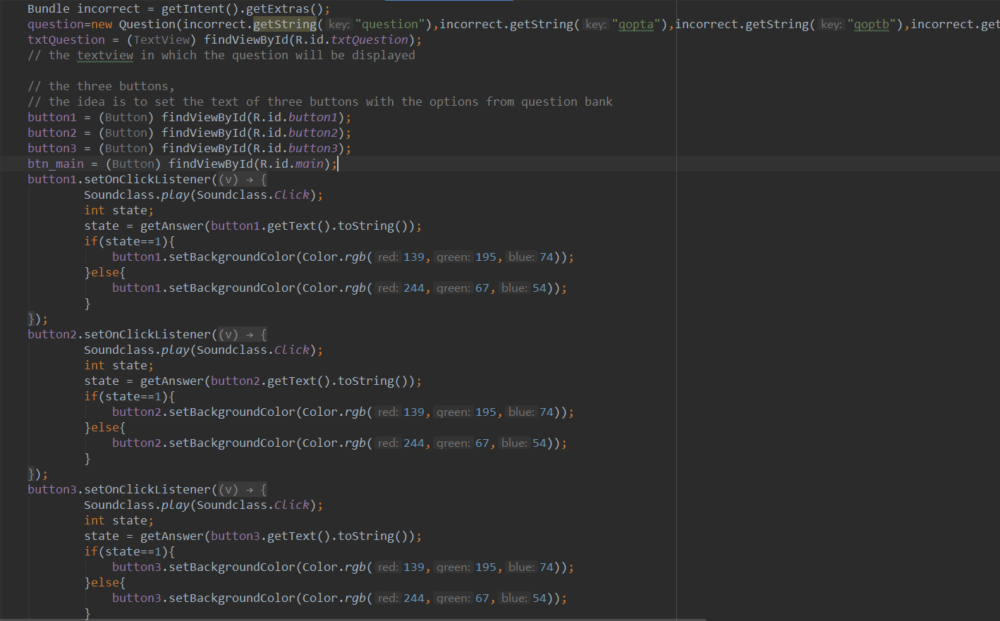 Bundle incorrect = getIntent().getExtras();
question=new Question(incorrect.getString( key: "question"),incorrect.getString( key: "qopta"),incorrect.getString( key: "qoptb"),incorrect.get
txtQuestion = (TextView) findViewById(R.id.txtQuestion);
// the textview in which the question will be displayed
// the three buttons,
// the idea is to set the text of three buttons with the options from question bank
button1 = (Button) findViewById(R.id.button1);
button2 = (Button) findViewById(R.id.button2);
button3 = (Button) findViewById(R.id.button3);
btn_main = (Button) findViewById(R.id.main);
button1.setOnClickListener((v) → {
Soundclass.play(Soundclass.Click);
int state;
state = getAnswer(button1.getText().toString());
if(state==1){
button1.setBackgroundColor(Color.rgb( red: 139, green: 195, blue: 74));
}else{
button1.setBackgroundColor(Color.rgb( red: 244, green: 67, blue: 54));
}
});
button2.setOnClickListener((v) → {
Soundclass.play(Soundclass.Click);
int state;
state = getAnswer(button2.getText().toString());
if(state==1){
button2.setBackgroundColor(Color.rgb( red: 139, green: 195, blue: 74));
}else{
button2.setBackgroundColor(Color.rgb( red: 244, green: 67, blue: 54));
}
});
button3.setOnClickListener((v) → {
Soundclass.play(Soundclass.Click);
int state;
state = getAnswer(button3.getText().toString());
if(state==1){
button3.setBackgroundColor(Color.rgb( red: 139, green: 195, blue: 74));
}else{
button3.setBackgroundColor(Color.rgb( red: 244, green: 67, blue: 54));
}